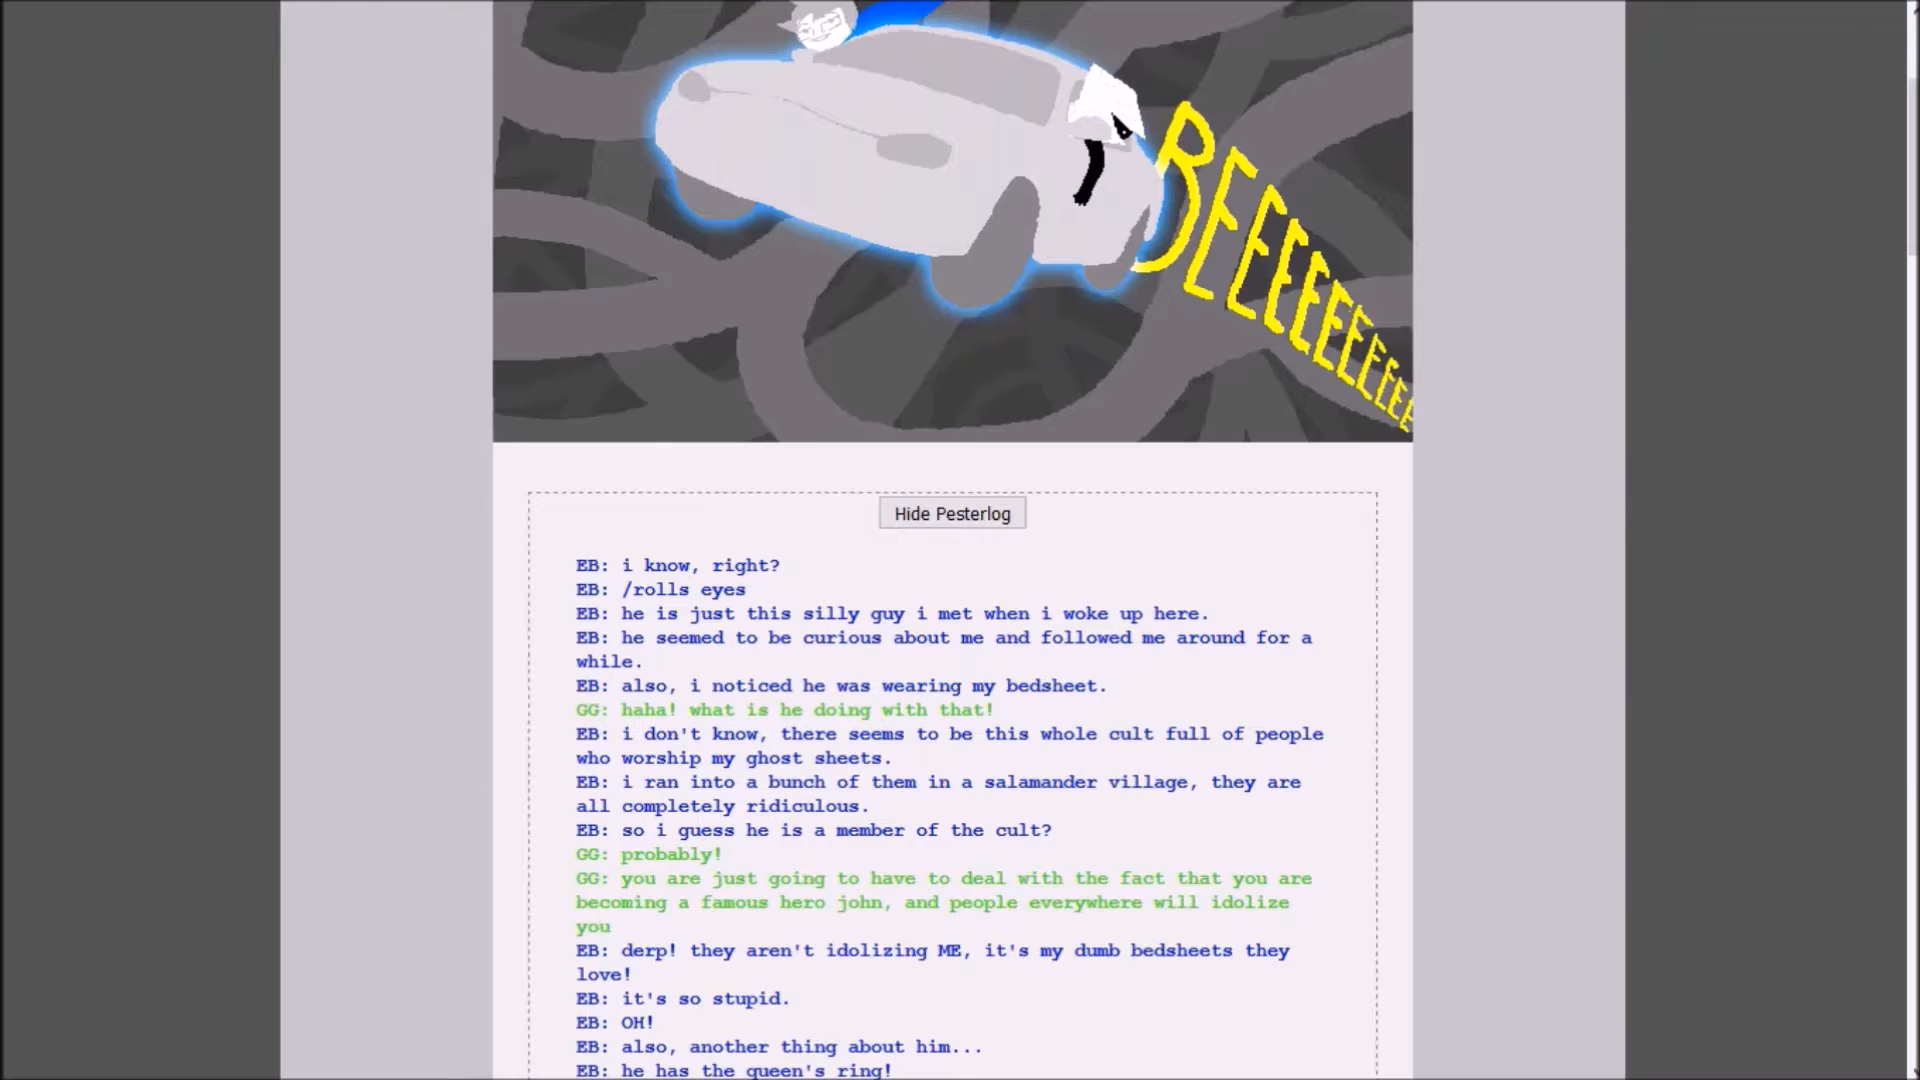 BEEEEEEEEEEEE
Hide Pesterlog
EB: i know, right?
EB: /rolls eyes
EB: he is just this silly guy i met when i woke up here.
EB: he seemed to be curious about me and followed me around for a
while.
EB: also, i noticed he was wearing my bedsheet.
GG: haha! what is he doing with that!
EB: i don't know, there seems to be this whole cult full of people
who worship my ghost sheets.
EB: i ran into a bunch of them in a salamander village, they are
all completely ridiculous.
EB: so i guess he is a member of the cult?
GG: probably!
GG: you are just going to have to deal with the fact that you are
becoming a famous hero john, and people everywhere will idolize
you
EB: derp! they aren't idolizing ME, it's my dumb bedsheets they
love!
EB: it's so stupid.
EB: OH!
EB: also, another thing about him...
EB: he has the queen's ring!